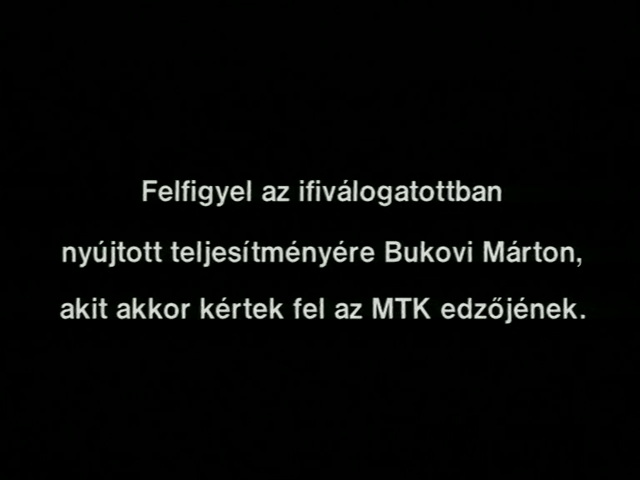 Felfigyel az ifiválogatottban
nyújtott teljesítményére Bukovi Márton,
akit akkor kértek fel az MTK edzőjének.